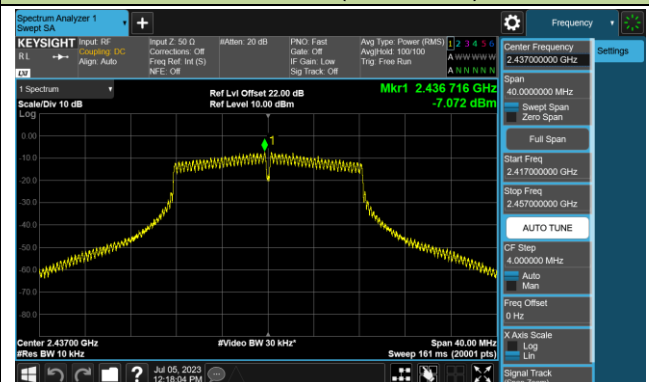 Spectrum Analyzer 1
Swept SA
Frequency
KEYSIGHT
RL
Input: RF
Coupling: DC
Align: Auto
Input Z: 50 Ω
Corrections: Off
Freq Ref: Int (S)
NFE: Off
#Atten: 20 dB
PNO: Fast
Gate: Off
IF Gain: Low
Sig Track: Off
Avg Type: Power (RMS)
Avg|Hold: 100/100
Trig: Free Run
1 2 3 4 5 6
A W W W W W
A N N N N N
LXI
Center Frequency
2.437000000 GHz
Settings
Span
40.0000000 MHz
Swept Span
Zero Span
Full Span
Start Freq
2.417000000 GHz
Stop Freq
2.457000000 GHz
AUTO TUNE
CF Step
4.000000 MHz
Auto
Man
Freq Offset
0 Hz
X Axis Scale
Log
Lin
Signal Track
1 Spectrum
Scale/Div 10 dB
Log
Ref Lvl Offset 22.00 dB
Ref Level 10.00 dBm
Mkr1 2.436 716 GHz
-7.072 dBm
1
0.00
-10.0
-20.0
-30.0
-40.0
-50.0
-60.0
-70.0
-80.0
Center 2.43700 GHz
#Res BW 10 kHz
#Video BW 30 kHz*
Span 40.00 MHz
Sweep 161 ms (20001 pts)
?
Jul 05, 2023
12:18:04 PM